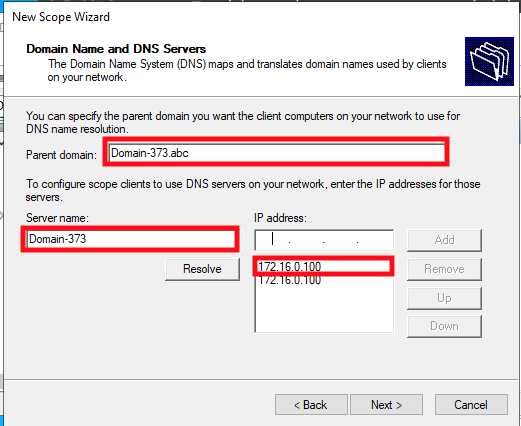 New Scope Wizard
Domain Name and DNS Servers
The Domain Name System (DNS) maps and translates domain names used by clients
on your network.
You can specify the parent domain you want the client computers on your network to use for
DNS name resolution.
Parent domain: Domain-373.abc
To configure scope clients to use DNS servers on your network, enter the IP addresses for those
servers.
Server name: IP address:
Domain-373 . . . Add
Resolve 172.16.0.100 Remove
172.16.0.100
Up
Down
< Back Next > Cancel